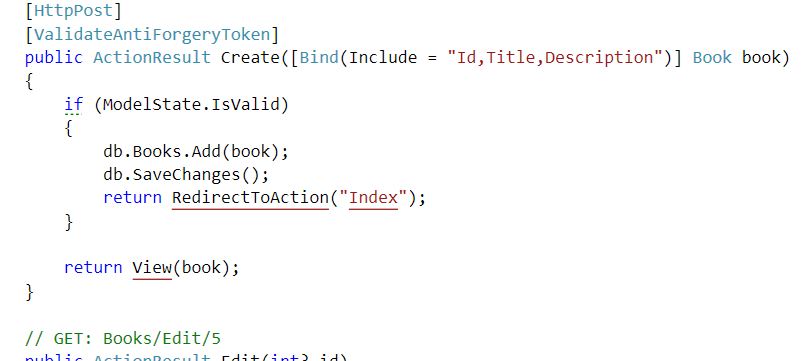 [HttpPost]
[ValidateAntiForgeryToken]
public ActionResult Create([Bind(Include = "Id,Title,Description")] Book book)
{
    if (ModelState.IsValid)
    {
        db.Books.Add(book);
        db.SaveChanges();
        return RedirectToAction("Index");
    }

    return View(book);
}

// GET: Books/Edit/5
public ActionResult Edit(int? id)